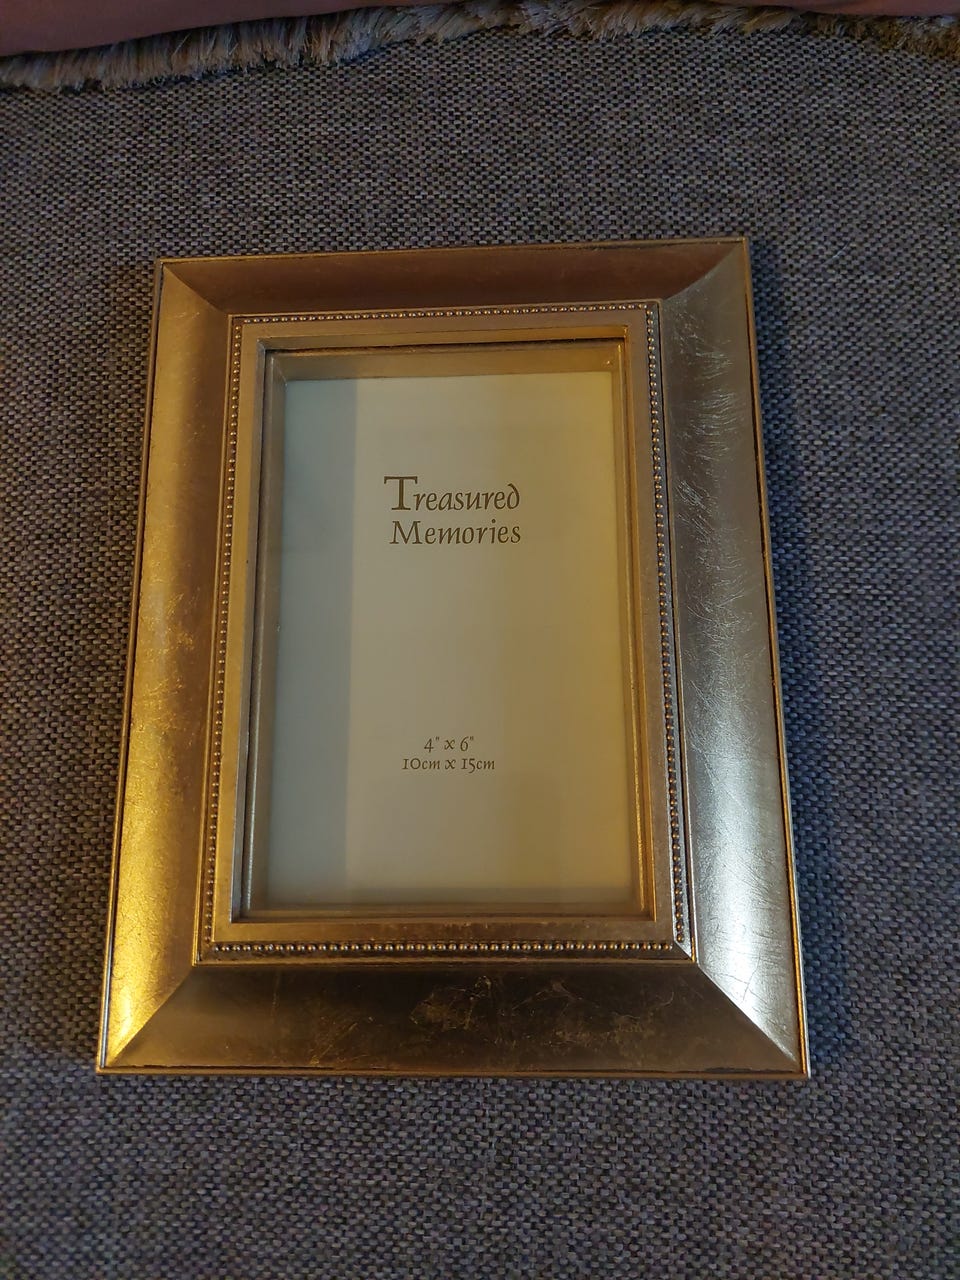 Treasured
Memories
4" x 6"
10cm x 15cm